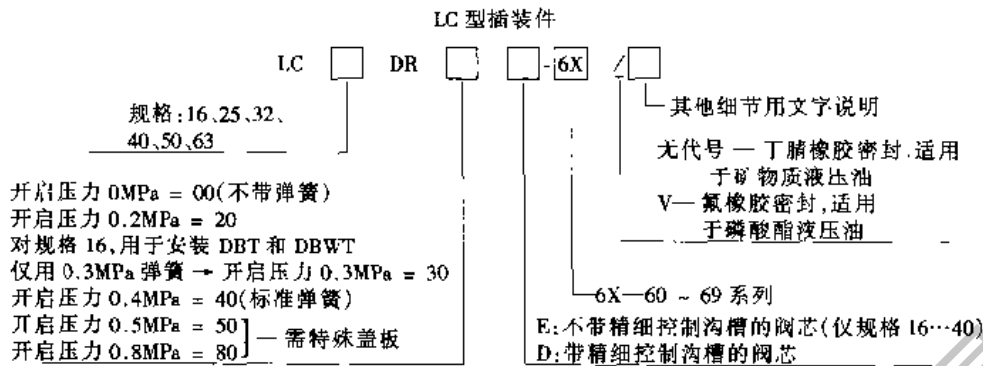 LC 型插装件
LC □ DR □ □-6X /□
规格:16、25、32、
40、50、63
其他细节用文字说明
无代号 — 丁腈橡胶密封,适用
于矿物质液压油
V— 氟橡胶密封,适用
于磷酸酯液压油
开启压力 0MPa = 00(不带弹簧)
开启压力 0.2MPa = 20
对规格 16,用于安装 DBT 和 DBWT
仅用 0.3MPa 弹簧 → 开启压力 0.3MPa = 30
开启压力 0.4MPa = 40(标准弹簧)
开启压力 0.5MPa = 50
开启压力 0.8MPa = 80
需特殊盖板
6X—60 ~ 69 系列
E:不带精细控制沟槽的阀芯(仅规格 16…40)
D:带精细控制沟槽的阀芯